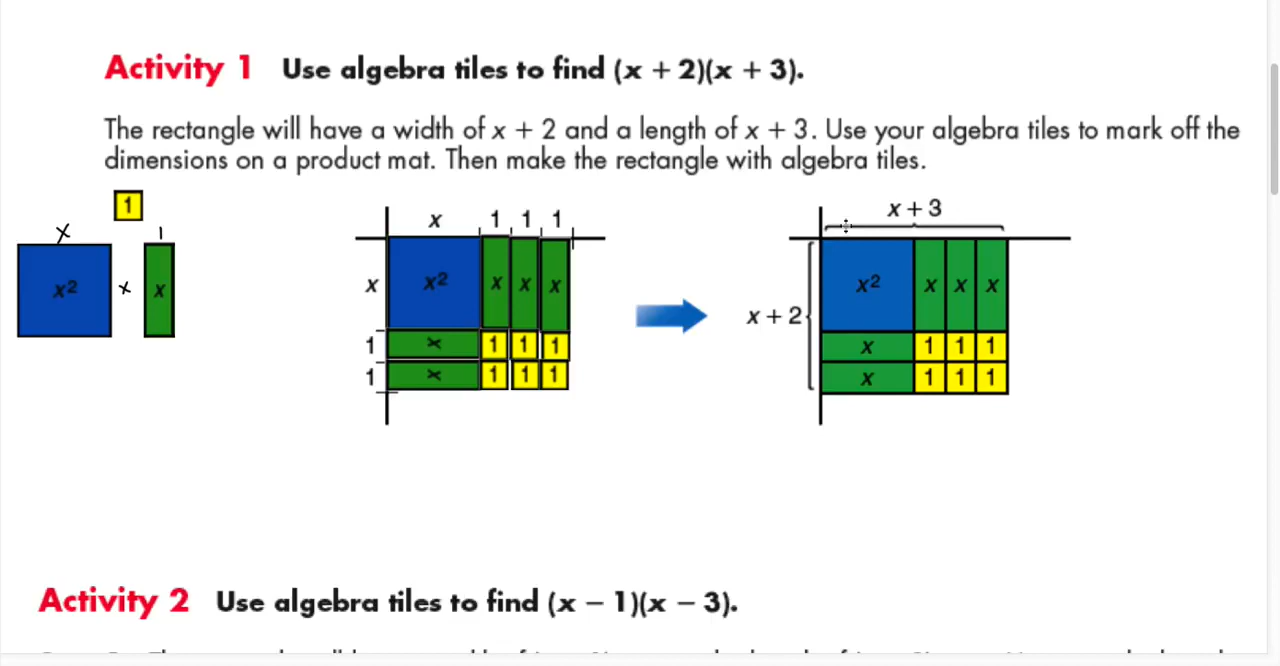 Activity 1 Use algebra tiles to find (x + 2)(x + 3).
The rectangle will have a width of x + 2 and a length of x + 3. Use your algebra tiles to mark off the
dimensions on a product mat. Then make the rectangle with algebra tiles.
1
x
1
x²
x
x
x 1 1 1
x
x² x x x
1
x 1 1 1
1
x 1 1 1
x + 3
x + 2
x² x x x
x 1 1 1
x 1 1 1
Activity 2 Use algebra tiles to find (x − 1)(x − 3).